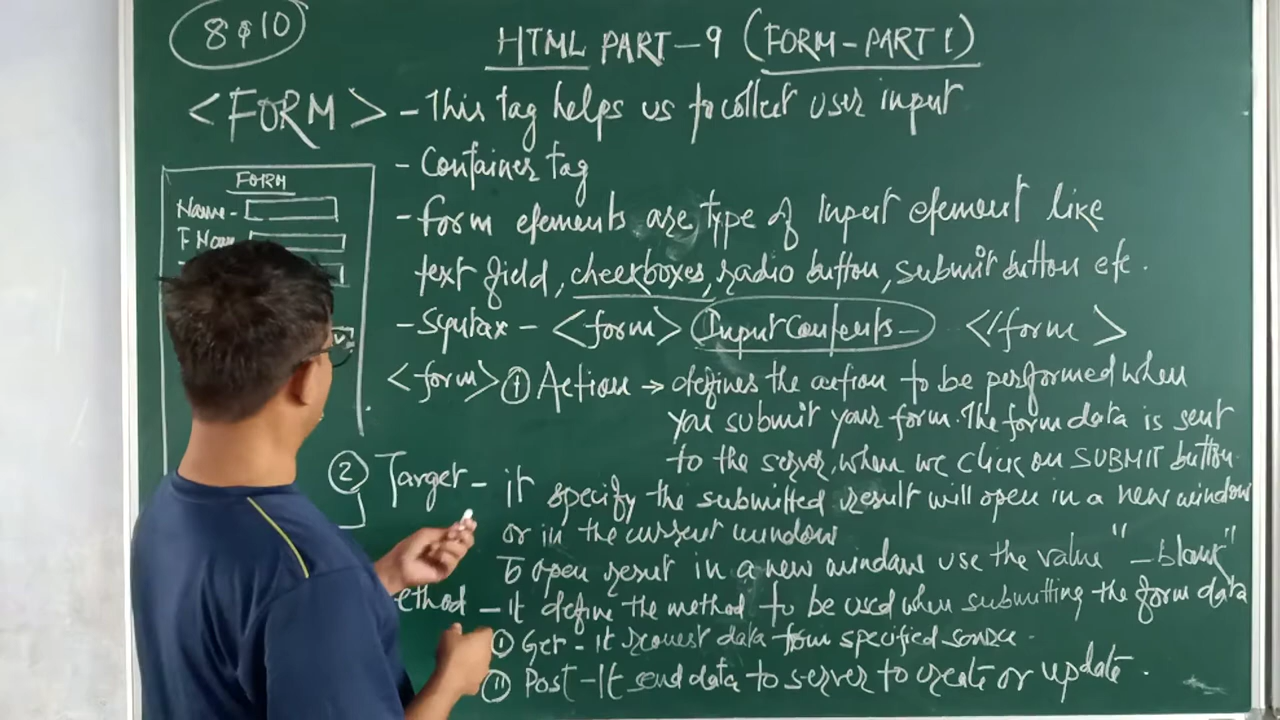 8 & 10
HTML PART-9 (FORM-PART 1)
<FORM> - This tag helps us to collect user input
- Container tag
- form elements are type of Input element like
text field, checkboxes, radio button, submit button etc.
- Syntax - <form> Input Contents - </form>
<form> ① Action → defines the action to be performed when
you submit your form. The form data is sent
to the server, when we click on SUBMIT button.
② Target - it specify the submitted result will open in a new window
or in the current window
To open result in a new window use the value "_blank"
ethod - it define the method to be used when submitting the form data
① Get - it request data from specified source.
② Post - It send data to server to create or update.
FORM
Name -
F Name